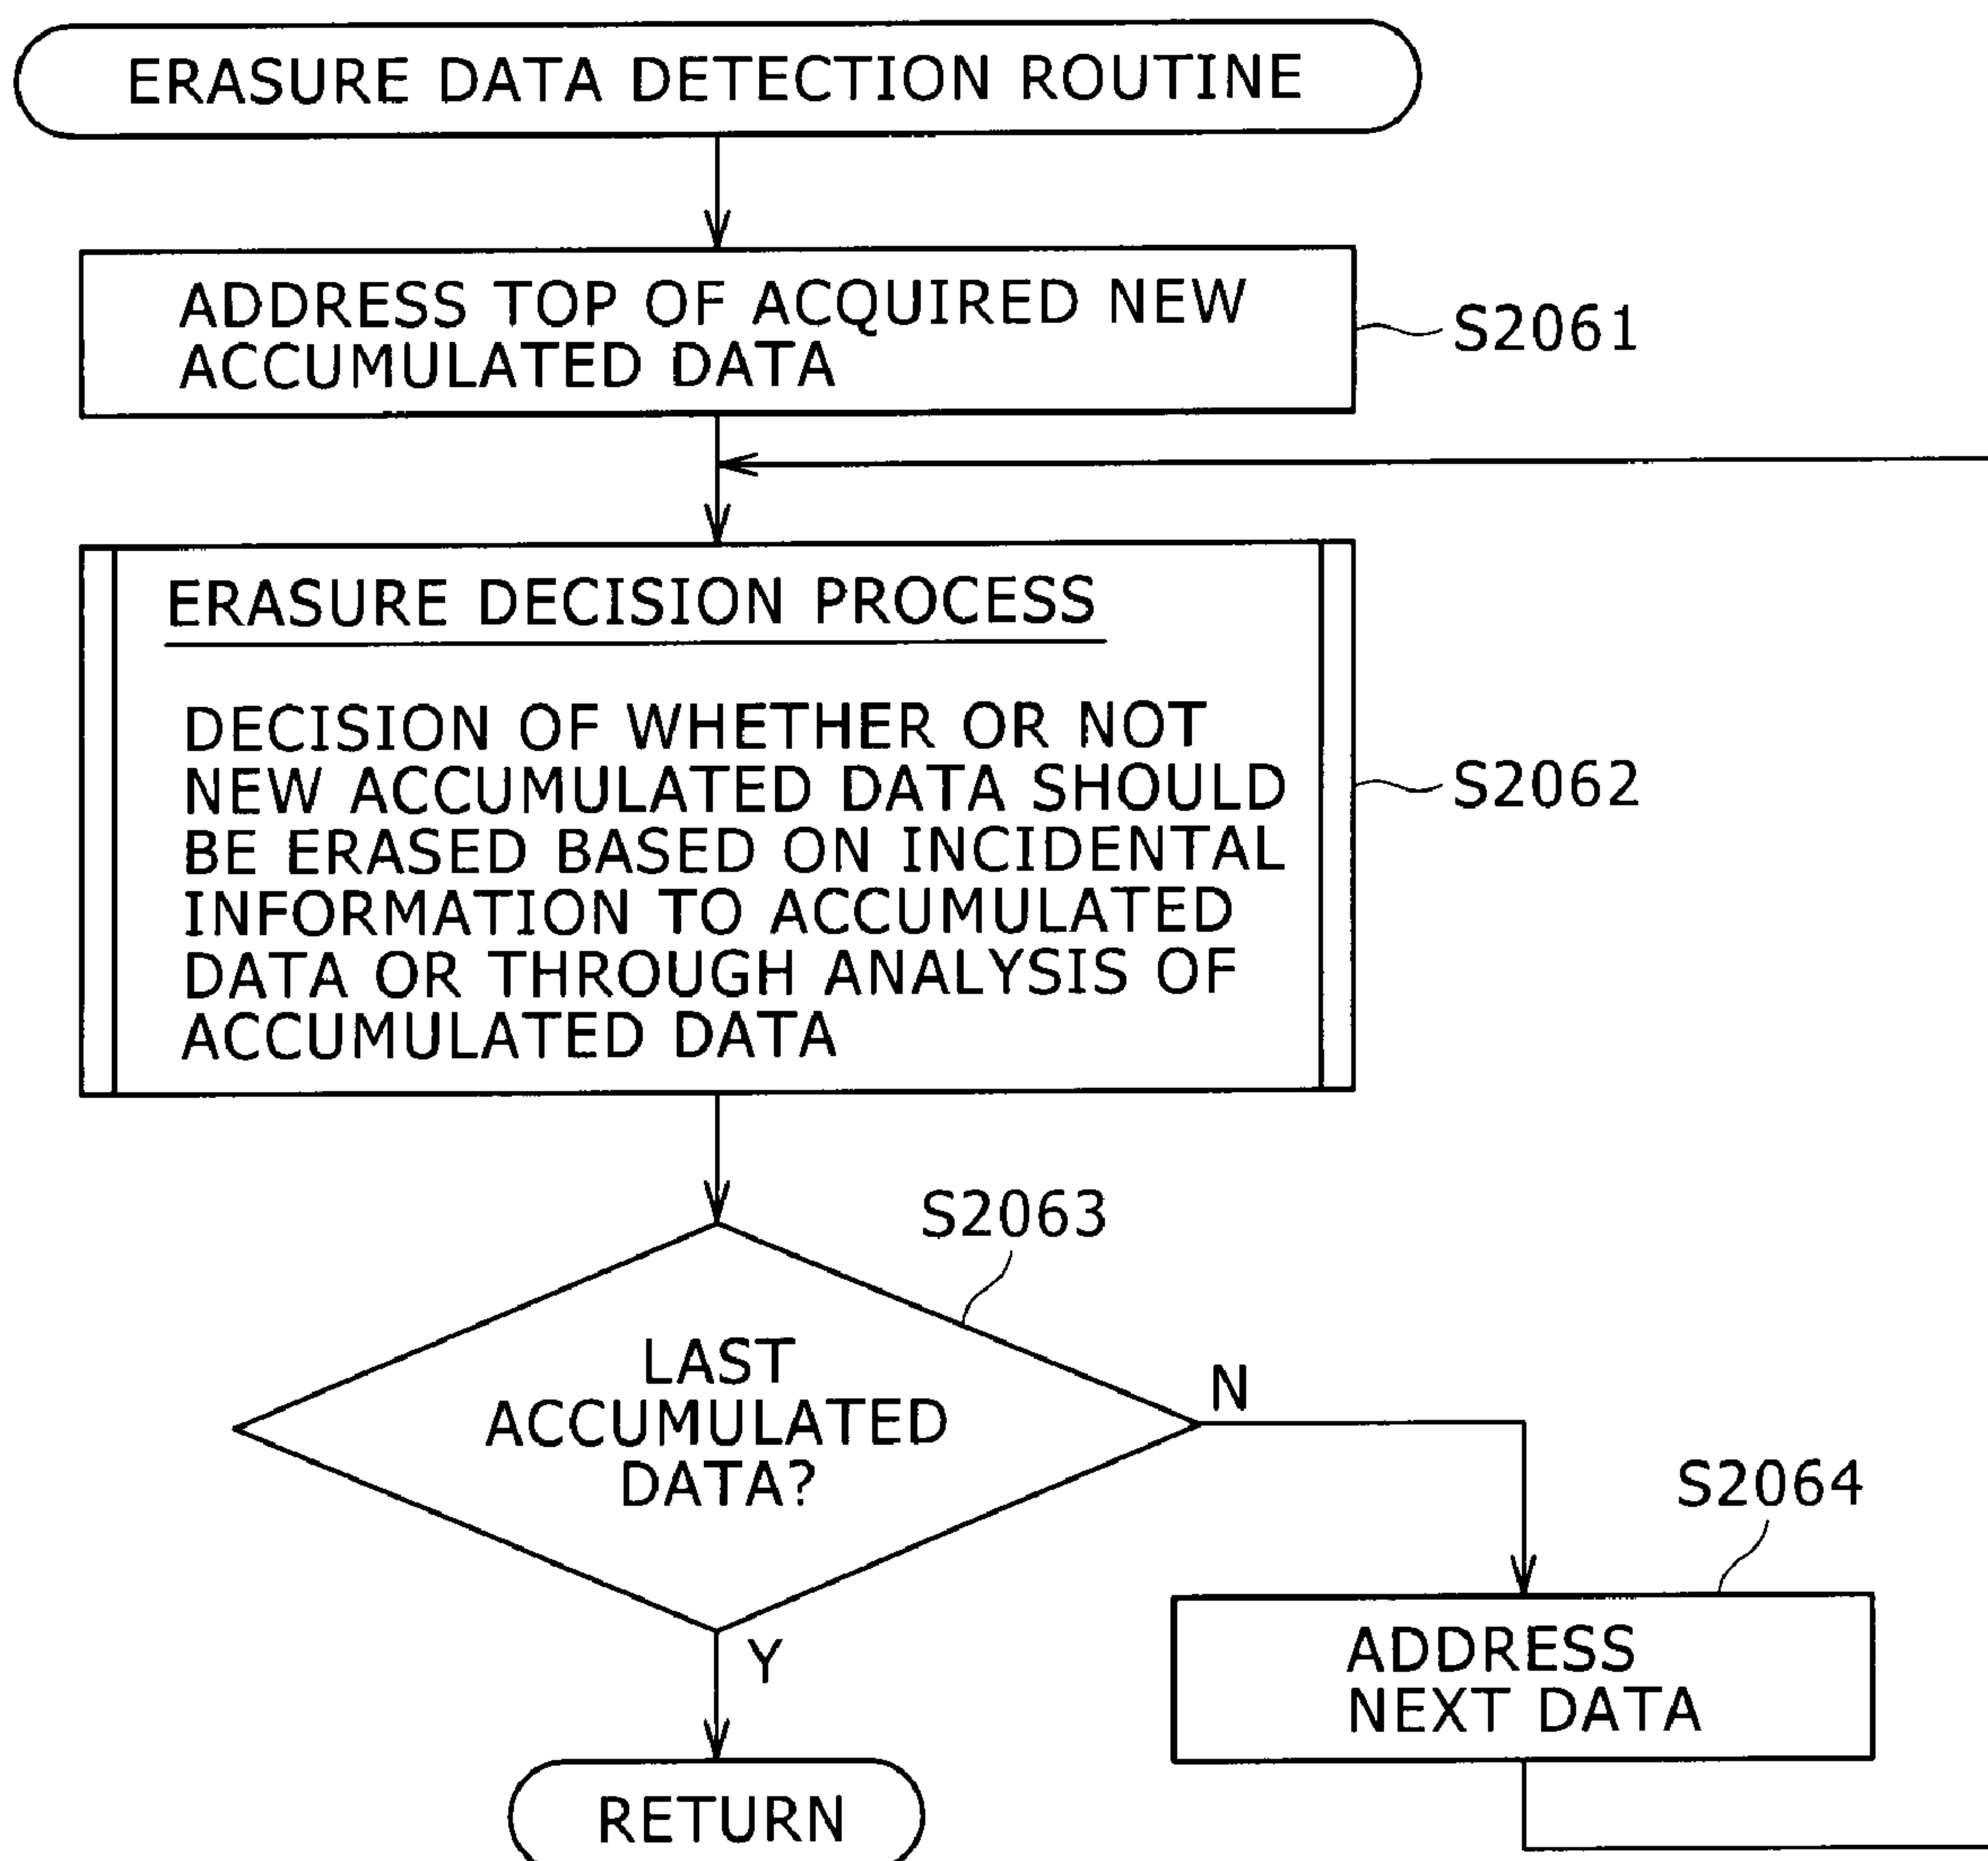 ERASURE DATA DETECTION ROUTINE
ADDRESS TOP OF ACQUIRED NEW
ACCUMULATED DATA
S2061
ERASURE DECISION PROCESS
DECISION OF WHETHER OR NOT
NEW ACCUMULATED DATA SHOULD
BE ERASED BASED ON INCIDENTAL
INFORMATION TO ACCUMULATED
DATA OR THROUGH ANALYSIS OF
ACCUMULATED DATA
S2062
S2063
LAST
ACCUMULATED
DATA?
N
S2064
ADDRESS
NEXT DATA
Y
RETURN